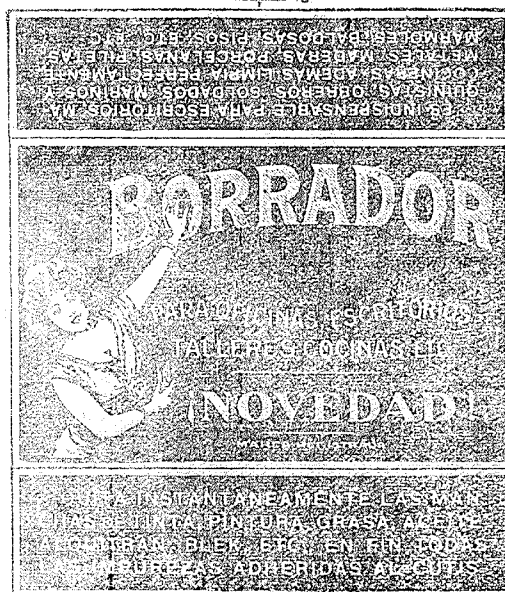 ES INDISPENSABLE PARA ESCRITORIOS, MA-
QUINISTAS, OBREROS, SOLDADOS, MARINOS Y
COCINERAS, ADEMAS LIMPIA PERFECTAMENTE
METALES, MADERAS, PORCELANAS, PILETAS,
MARMOLES, BALDOSAS, PISOS, ETC. ETC.
BORRADOR
PARA OFICINAS, ESCRITORIOS
TALLERES, COCINAS, ETC.
¡NOVEDAD!
QUITA INSTANTANEAMENTE LAS MAN
CHAS DE TINTA, PINTURA, GRASA, ACEITE
ALQUITRAN, BLEK, ETC. EN FIN, TODAS
LAS IMPUREZAS ADHERIDAS AL CUTIS